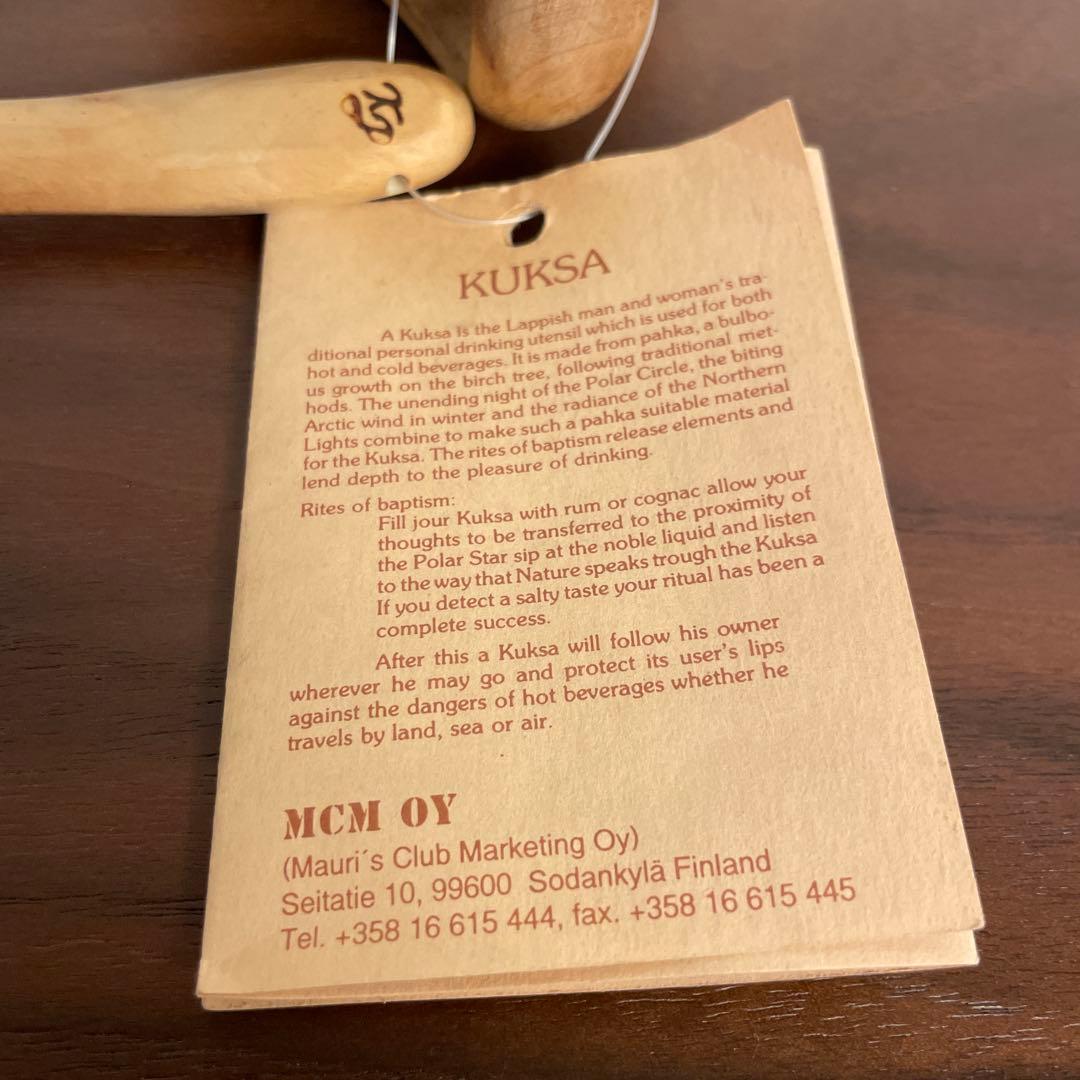 KUKSA
A Kuksa Is the Lappish man and woman's tra-
ditional personal drinking utensil which is used for both
hot and cold beverages. It is made from pahka, a bulbo-
us growth on the birch tree, following traditional met-
hods. The unending night of the Polar Circle, the biting
Arctic wind in winter and the radiance of the Northern
Lights combine to make such a pahka suitable material
for the Kuksa. The rites of baptism release elements and
lend depth to the pleasure of drinking.
Rites of baptism:
Fill jour Kuksa with rum or cognac allow your
thoughts to be transferred to the proximity of
the Polar Star sip at the noble liquid and listen
to the way that Nature speaks trough the Kuksa
If you detect a salty taste your ritual has been a
complete success.
After this a Kuksa will follow his owner
wherever he may go and protect its user's lips
against the dangers of hot beverages whether he
travels by land, sea or air.
MCM OY
(Mauri´s Club Marketing Oy)
Seitatie 10, 99600 Sodankylä Finland
Tel. +358 16 615 444, fax. +358 16 615 445